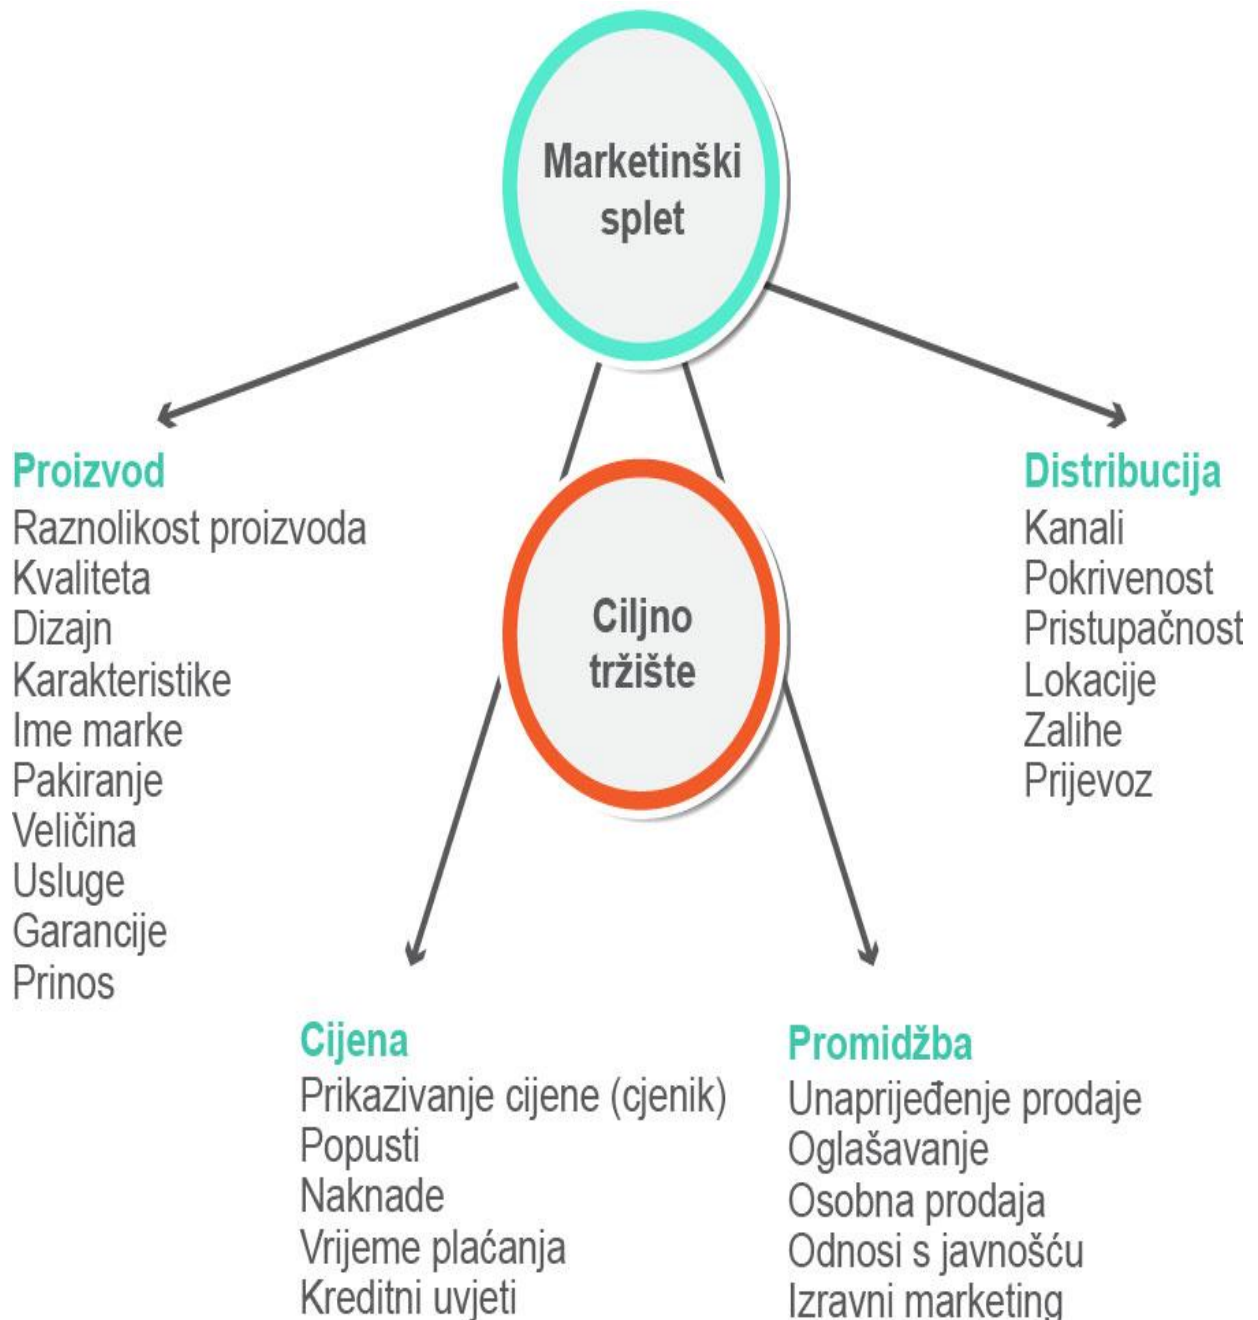 Marketinški
splet
Ciljno
tržište
Proizvod
Raznolikost proizvoda
Kvaliteta
Dizajn
Karakteristike
Ime marke
Pakiranje
Veličina
Usluge
Garancije
Prinos
Distribucija
Kanali
Pokrivenost
Pristupačnost
Lokacije
Zalihe
Prijevoz
Cijena
Prikazivanje cijene (cjenik)
Popusti
Naknade
Vrijeme plaćanja
Kreditni uvjeti
Promidžba
Unaprijeđenje prodaje
Oglašavanje
Osobna prodaja
Odnosi s javnošću
Izravni marketing